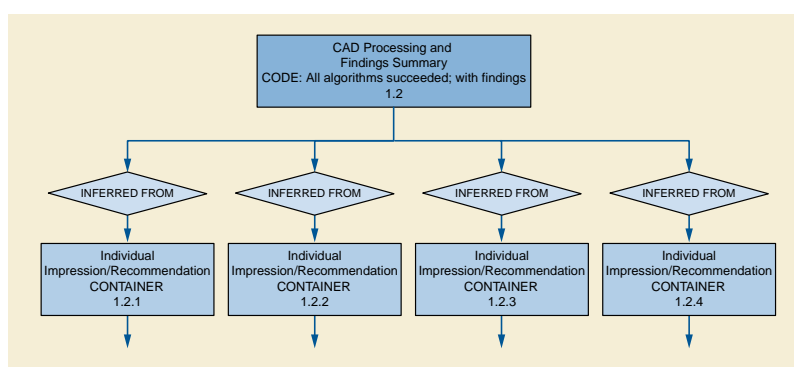 CAD Processing and
Findings Summary
CODE: All algorithms succeeded; with findings
1.2
INFERRED FROM
INFERRED FROM
INFERRED FROM
INFERRED FROM
Individual
Impression/Recommendation
CONTAINER
1.2.1
Individual
Impression/Recommendation
CONTAINER
1.2.2
Individual
Impression/Recommendation
CONTAINER
1.2.3
Individual
Impression/Recommendation
CONTAINER
1.2.4